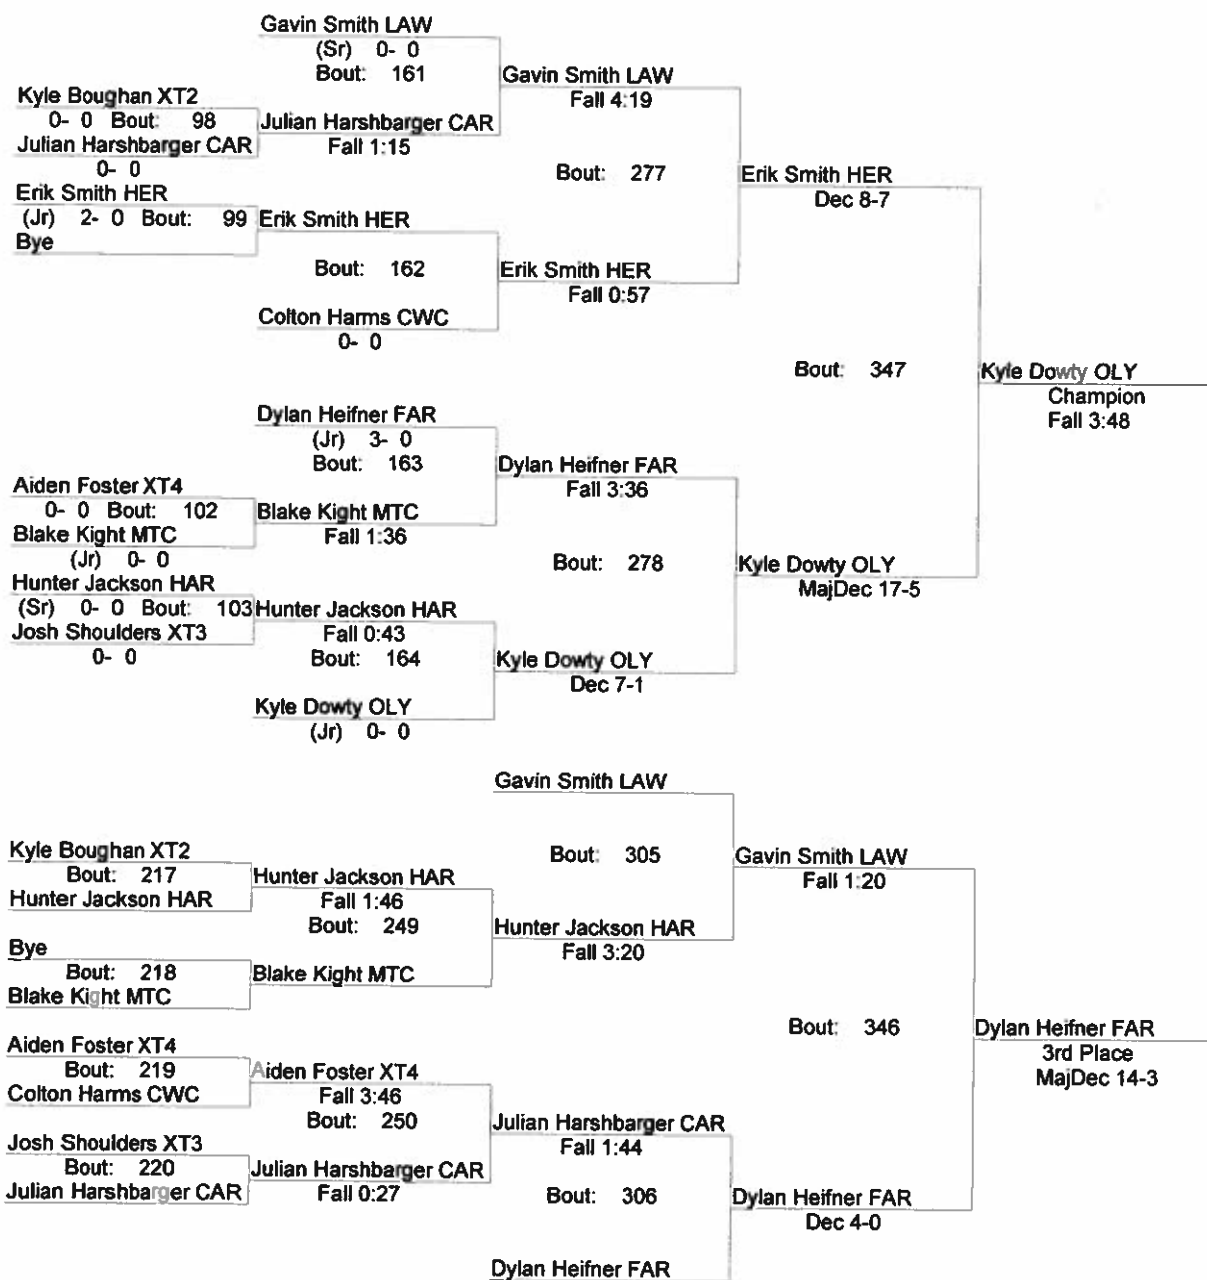 Gavin Smith LAW
(Sr) 0- 0
Bout: 161
Gavin Smith LAW
Fall 4:19
Kyle Boughan XT2
0- 0 Bout: 98
Julian Harshbarger CAR
0- 0
Julian Harshbarger CAR
Fall 1:15
Bout: 277
Erik Smith HER
Dec 8-7
Erik Smith HER
(Jr) 2- 0 Bout: 99
Bye
Erik Smith HER
Bout: 162
Erik Smith HER
Fall 0:57
Colton Harms CWC
0- 0
Bout: 347
Kyle Dowty OLY
Champion
Fall 3:48
Dylan Heifner FAR
(Jr) 3- 0
Bout: 163
Dylan Heifner FAR
Fall 3:36
Aiden Foster XT4
0- 0 Bout: 102
Blake Kight MTC
(Jr) 0- 0
Blake Kight MTC
Fall 1:36
Bout: 278
Kyle Dowty OLY
MajDec 17-5
Hunter Jackson HAR
(Sr) 0- 0 Bout: 103
Josh Shoulders XT3
0- 0
Hunter Jackson HAR
Fall 0:43
Bout: 164
Kyle Dowty OLY
Dec 7-1
Kyle Dowty OLY
(Jr) 0- 0
Gavin Smith LAW
Kyle Boughan XT2
Bout: 217
Hunter Jackson HAR
Hunter Jackson HAR
Fall 1:46
Bout: 249
Bout: 305
Gavin Smith LAW
Fall 1:20
Hunter Jackson HAR
Fall 3:20
Bye
Bout: 218
Blake Kight MTC
Blake Kight MTC
Bout: 346
Dylan Heifner FAR
3rd Place
MajDec 14-3
Aiden Foster XT4
Bout: 219
Colton Harms CWC
Aiden Foster XT4
Fall 3:46
Bout: 250
Julian Harshbarger CAR
Fall 1:44
Josh Shoulders XT3
Bout: 220
Julian Harshbarger CAR
Julian Harshbarger CAR
Fall 0:27
Bout: 306
Dylan Heifner FAR
Dec 4-0
Dylan Heifner FAR